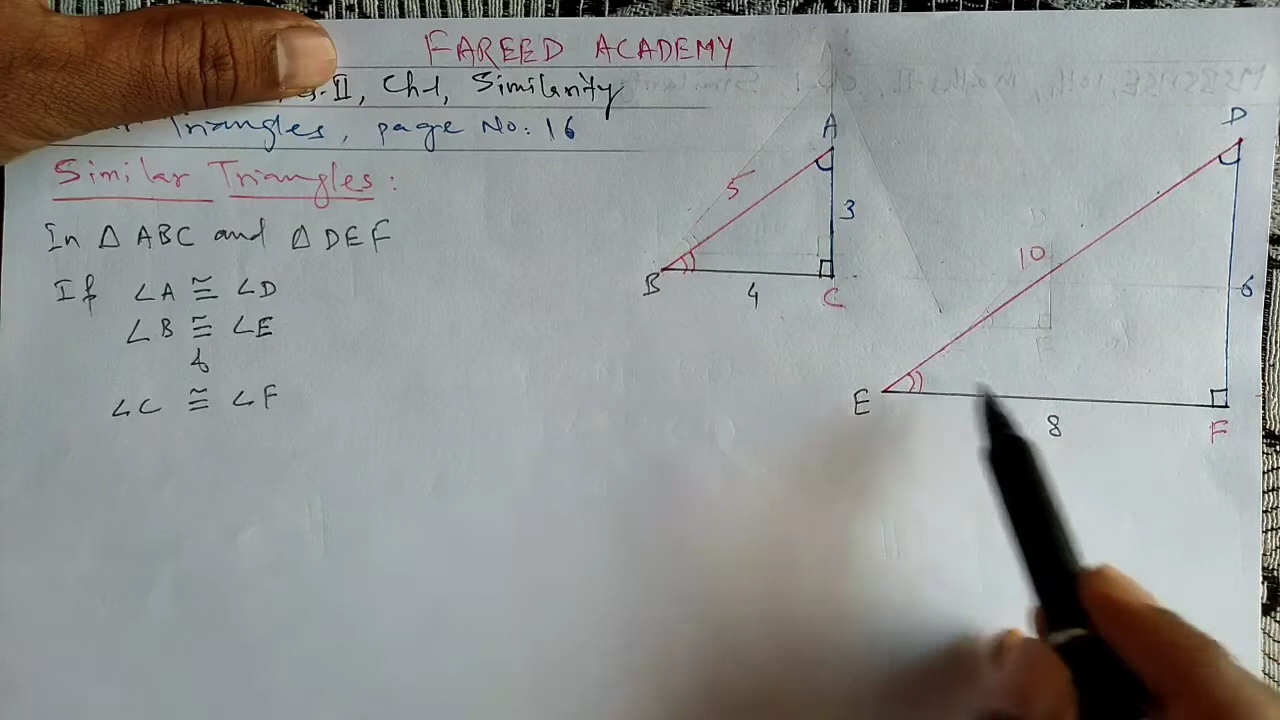 FAREED ACADEMY
II, Ch-1, Similarity
Triangles, page No: 16
Similar Triangles:
In △ ABC and △ DEF
If ∠A ≅ ∠D
∠B ≅ ∠E
&
∠C ≅ ∠F
A
5
3
B
4
C
D
10
6
E
8
F